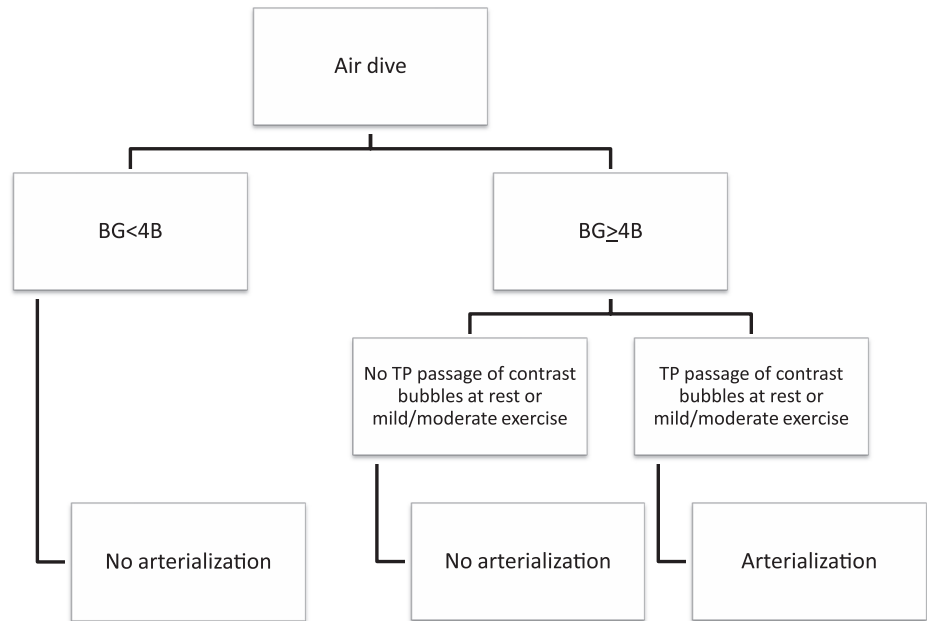 Air dive
BG<4B
BG≥4B
No TP passage of contrast
bubbles at rest or
mild/moderate exercise
TP passage of contrast
bubbles at rest or
mild/moderate exercise
No arterialization
No arterialization
Arterialization